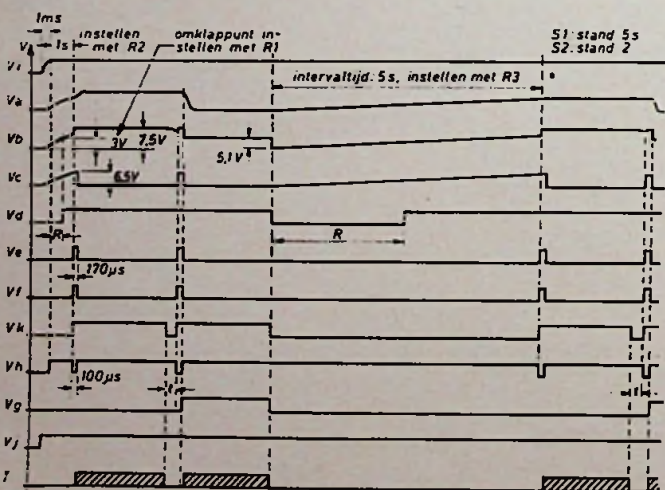 1ms
1s
instellen met R2
omklappunt in-
stellen met R1
S1: stand 5s
S2: stand 2
V
Vi
intervaltijd: 5s, instellen met R3
Va
Vb
3V
7,5V
5,1V
Vc
6,5V
Vd
R
R
Ve
170µs
Vf
Vk
Vh
100µs
t
t
Vg
Vj
I